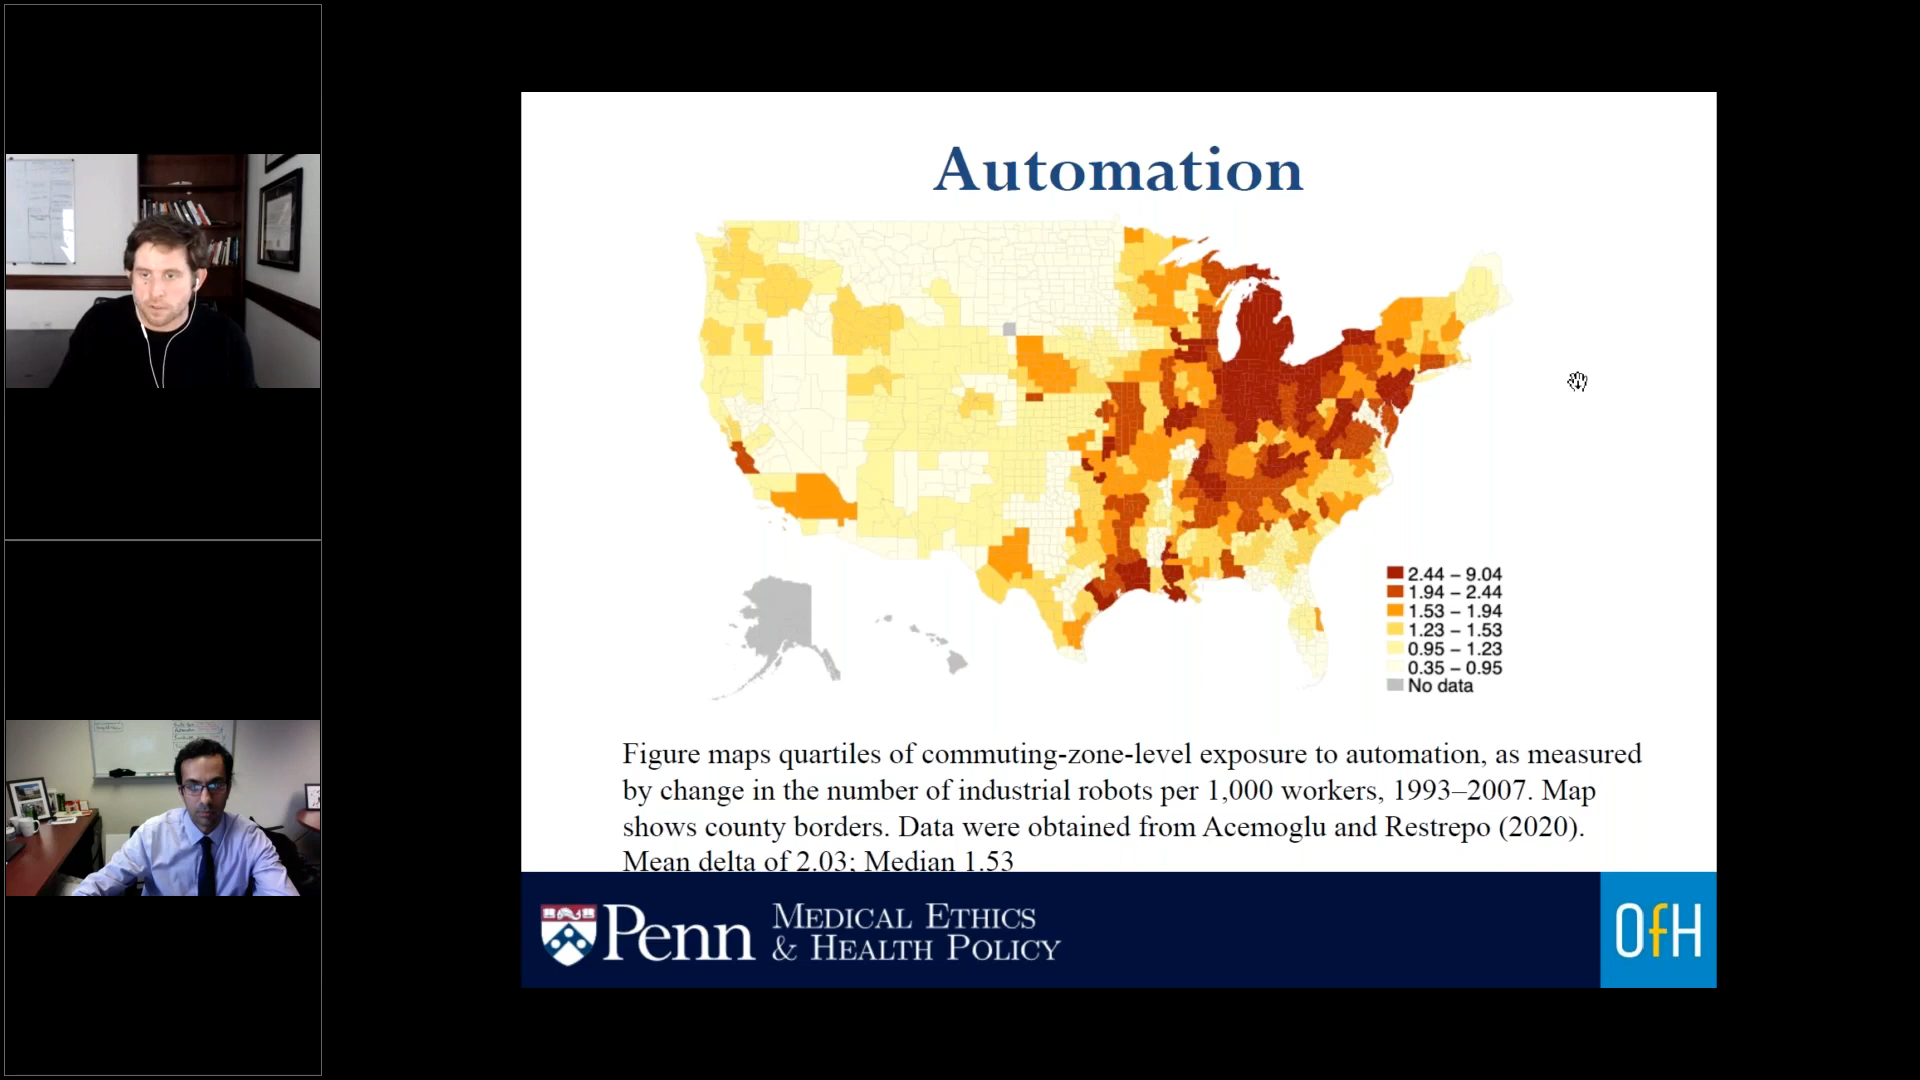 Automation
2.44 – 9.04
1.94 – 2.44
1.53 – 1.94
1.23 – 1.53
0.95 – 1.23
0.35 – 0.95
No data
Figure maps quartiles of commuting-zone-level exposure to automation, as measured
by change in the number of industrial robots per 1,000 workers, 1993–2007. Map
shows county borders. Data were obtained from Acemoglu and Restrepo (2020).
Mean delta of 2.03; Median 1.53
Penn
MEDICAL ETHICS
& HEALTH POLICY
OfH